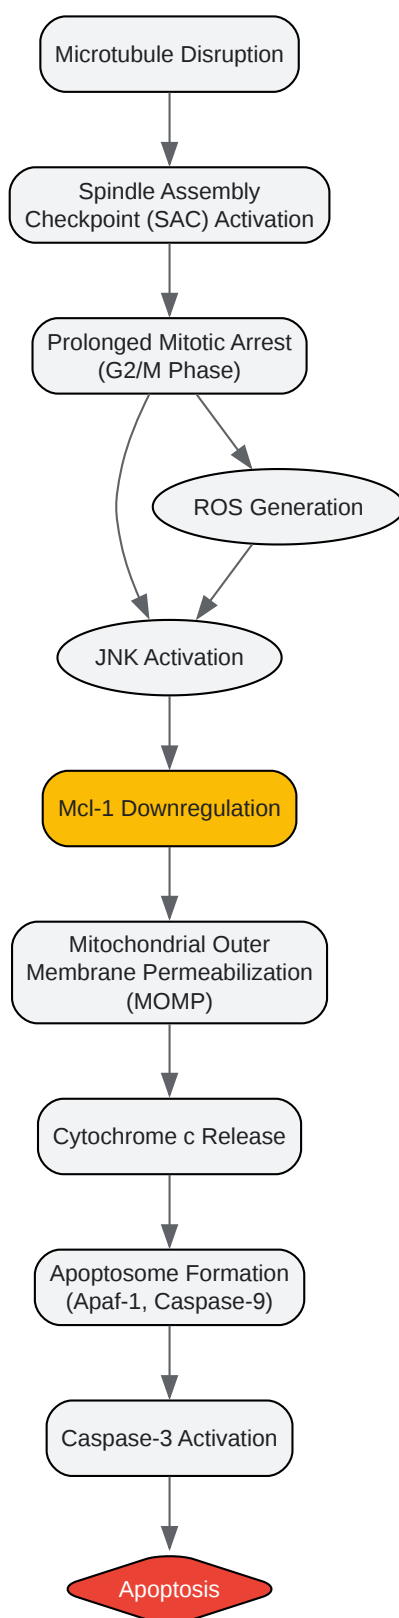 Microtubule Disruption
Spindle Assembly
Checkpoint (SAC) Activation
Prolonged Mitotic Arrest
(G2/M Phase)
ROS Generation
JNK Activation
Mcl-1 Downregulation
Mitochondrial Outer
Membrane Permeabilization
(MOMP)
Cytochrome c Release
Apoptosome Formation
(Apaf-1, Caspase-9)
Caspase-3 Activation
Apoptosis